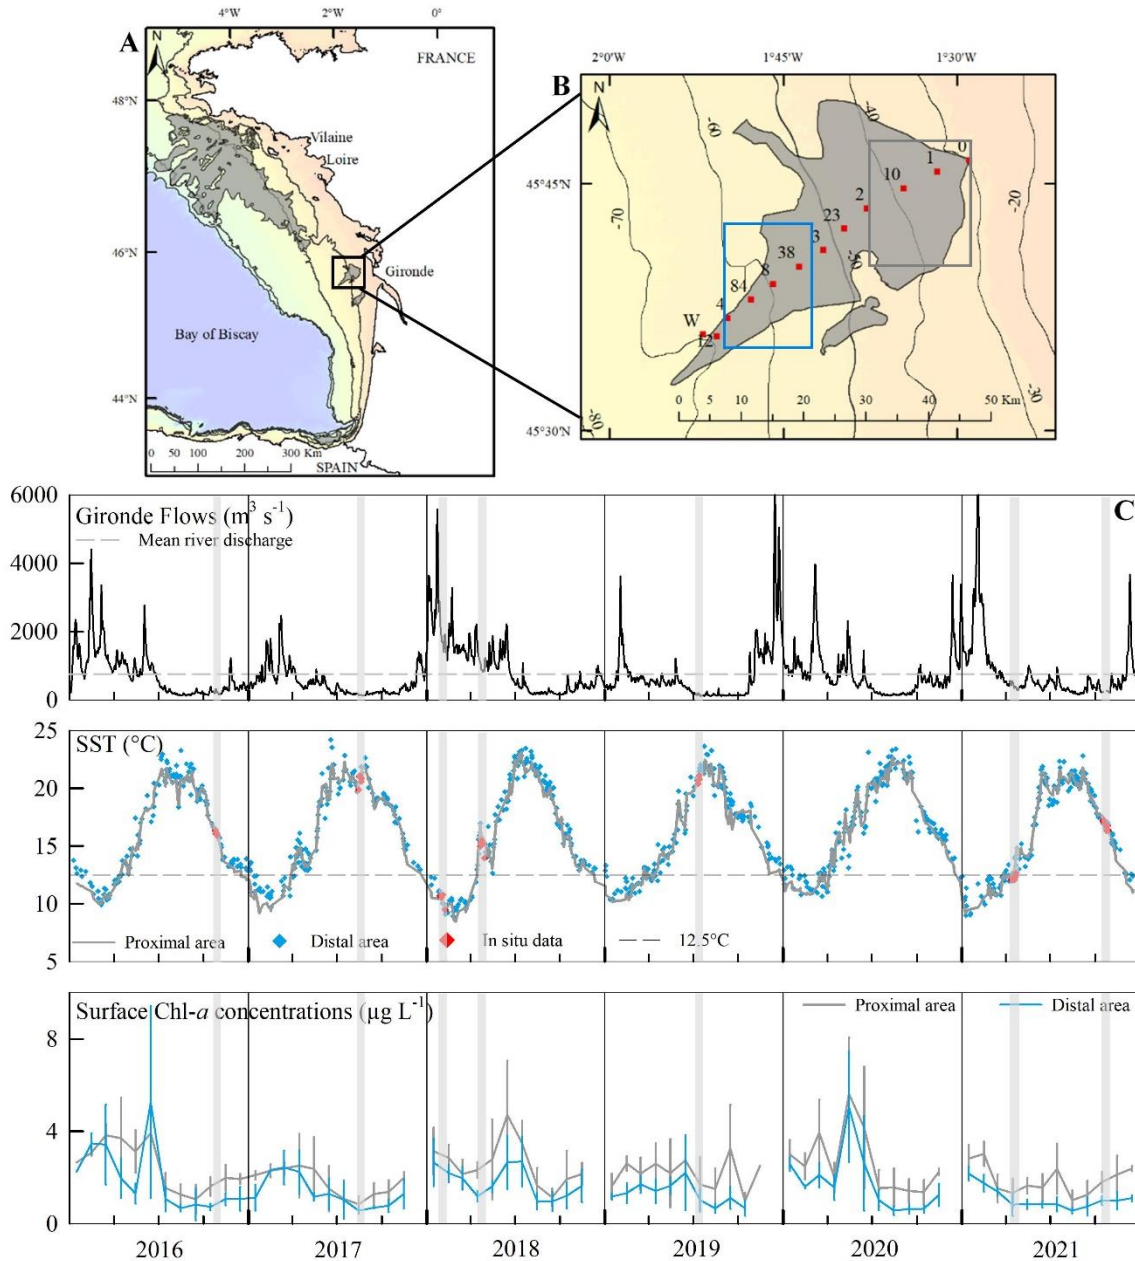 4°W 2°W 0°
A
N
FRANCE
48°N
Vilaine
Loire
46°N
Gironde
Bay of Biscay
44°N
0 50 100 200 300 Km
SPAIN
2°0'W 1°45'W 1°30'W
B
N
-40
-60
0
1
10
45°45'N
2
-20
-70
23
3
-50
38
8
84
4
W
12
-30
0 5 10 20 30 40 50 Km
-80
45°30'N
6000
Gironde Flows (m³ s⁻¹)
C
Mean river discharge
4000
2000
0
25
SST (°C)
20
15
10
Proximal area Distal area In situ data 12.5°C
5
Surface Chl-a concentrations (µg L⁻¹)
Proximal area Distal area
8
4
0
2016 2017 2018 2019 2020 2021